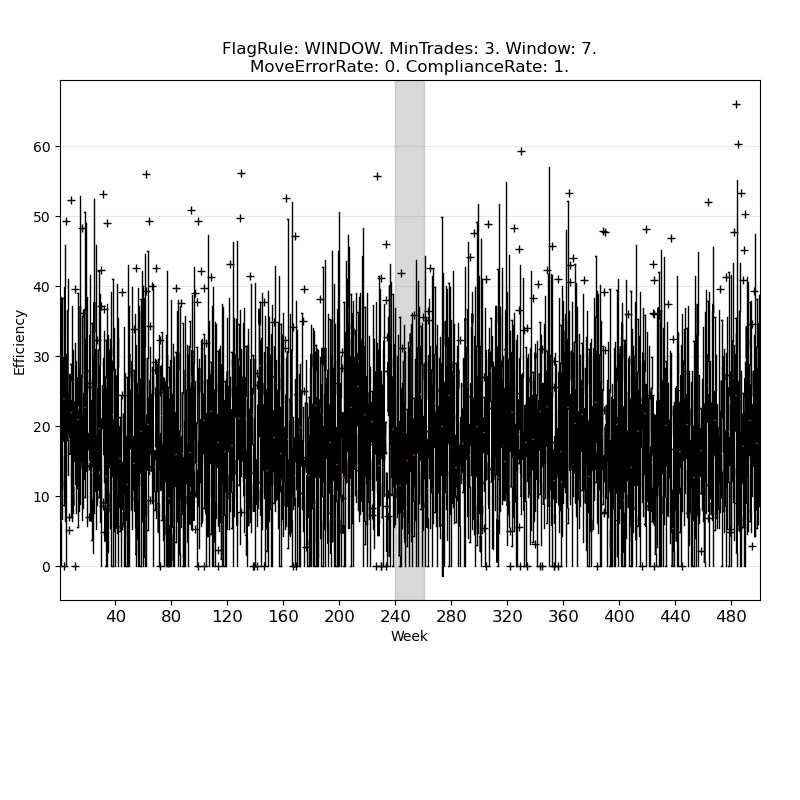 FlagRule: WINDOW. MinTrades: 3. Window: 7.
MoveErrorRate: 0. ComplianceRate: 1.
60
50
40
30
20
10
0
Efficiency
40 80 120 160 200 240 280 320 360 400 440 480
Week